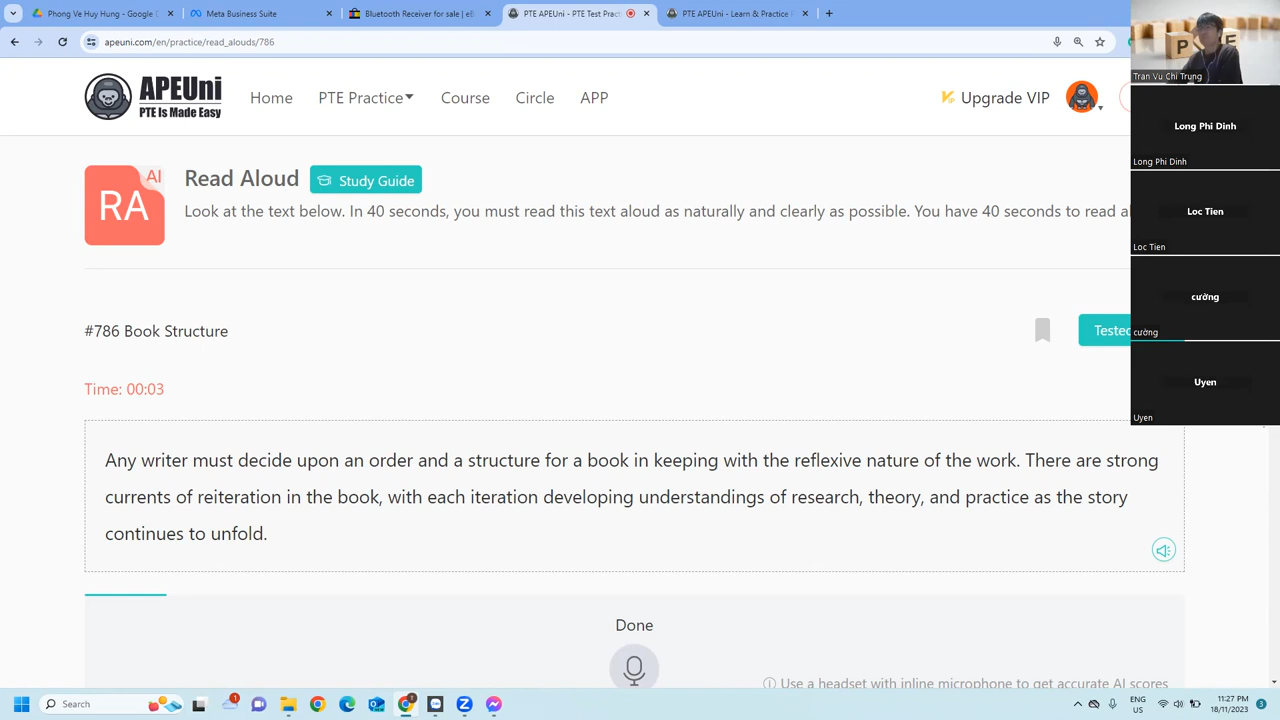 Phong Ve Huy Hung - Google D
Meta Business Suite
Bluetooth Receiver for sale | eB
PTE APEUni - PTE Test Pract
PTE APEUni - Learn & Practice F
apeuni.com/en/practice/read_alouds/786
APEUni
PTE Is Made Easy
Home
PTE Practice
Course
Circle
APP
Upgrade VIP
AI
RA
Read Aloud
Study Guide
Look at the text below. In 40 seconds, you must read this text aloud as naturally and clearly as possible. You have 40 seconds to read al
#786 Book Structure
Tested
Time: 00:03
Any writer must decide upon an order and a structure for a book in keeping with the reflexive nature of the work. There are strong
currents of reiteration in the book, with each iteration developing understandings of research, theory, and practice as the story
continues to unfold.
Done
Use a headset with inline microphone to get accurate AI scores
P E
Tran Vu Chi Trung
Long Phi Dinh
Long Phi Dinh
Loc Tien
Loc Tien
cường
cường
Uyen
Uyen
Search
1
1
ENG
US
11:27 PM
18/11/2023
3